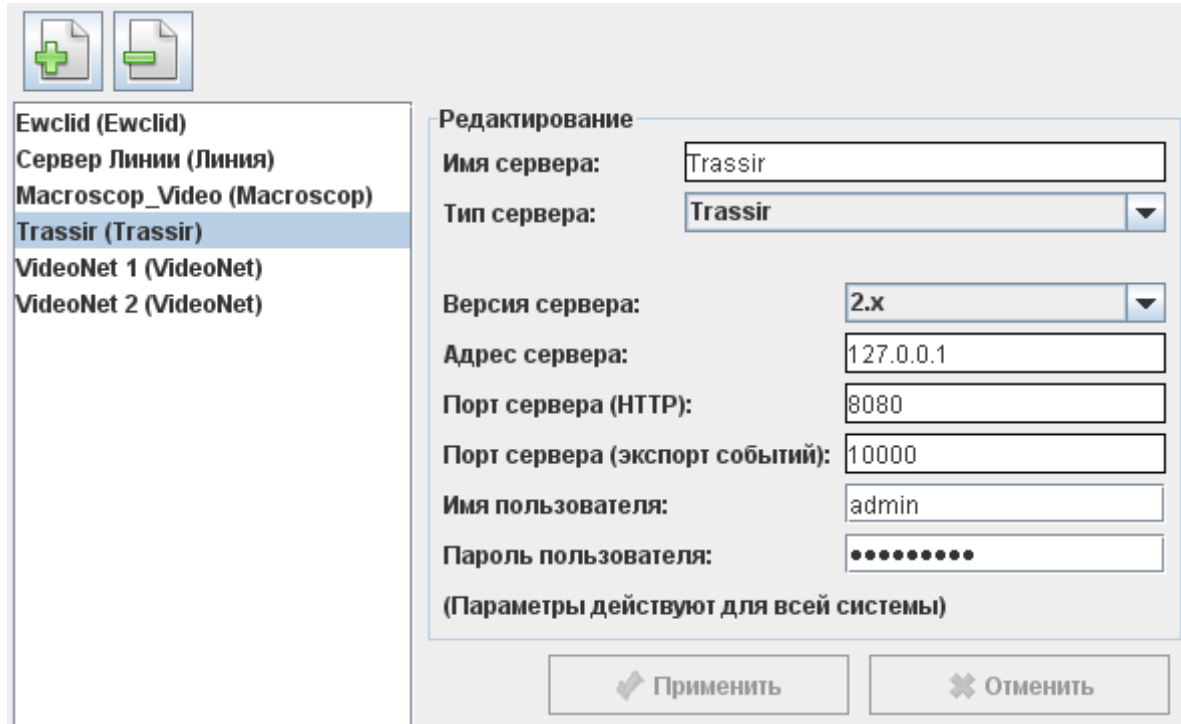 Ewclid (Ewclid)
Сервер Линии (Линия)
Macroscop_Video (Macroscop)
Trassir (Trassir)
VideoNet 1 (VideoNet)
VideoNet 2 (VideoNet)
Редактирование
Имя сервера: Trassir
Тип сервера: Trassir
Версия сервера: 2.x
Адрес сервера: 127.0.0.1
Порт сервера (HTTP): 8080
Порт сервера (экспорт событий): 10000
Имя пользователя: admin
Пароль пользователя: •••••••••
(Параметры действуют для всей системы)
Применить Отменить